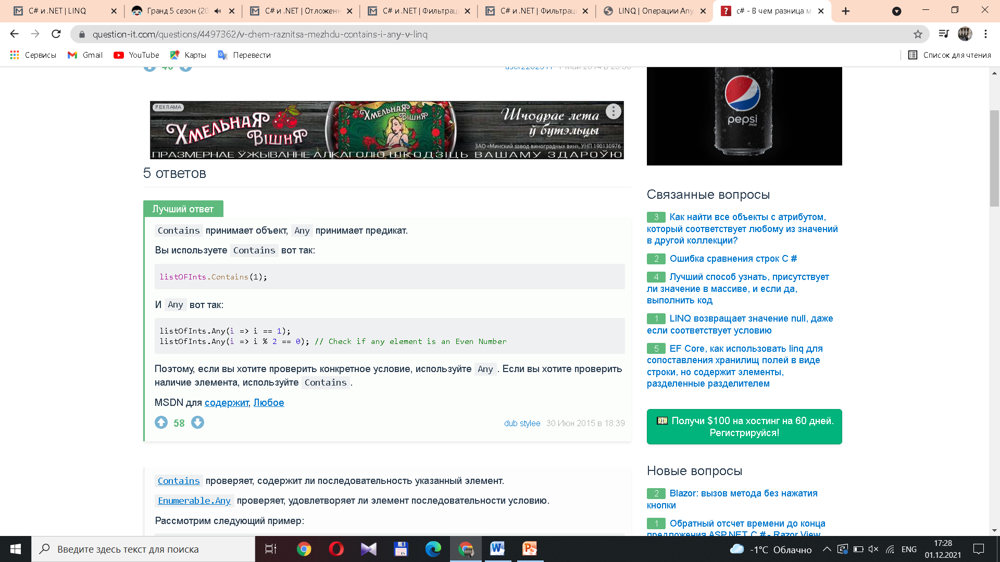 C# и .NET | LINQ
Гранд 5 сезон (20
C# и .NET | Отложенн
C# и .NET | Фильтрац
C# и .NET | Фильтрац
LINQ | Операции Any
c# - В чем разница м
question-it.com/questions/4497362/v-chem-raznitsa-mezhdu-contains-i-any-v-linq
Сервисы
Gmail
YouTube
Карты
Перевести
Список для чтения
7 Май 2014 в
РЕКЛАМА
ХМЕЛЬНАЯ ВІШНЯ
ХМЕЛЬНАЯ
ВІШНЯ
Шчодрае лета
ў бутэльцы
ЗАО «Минский завод виноградных вин», УНП 190130976
ПРАЗМЕРНАЕ ЎЖЫВАННЕ АЛКАГОЛЮ ШКОДЗІЦЬ ВАШАМУ ЗДАРОЎЮ
pepsi
max
5 ответов
Лучший ответ
Contains принимает объект, Any принимает предикат.
Вы используете Contains вот так:
listOFInts.Contains(1);
И Any вот так:
listOfInts.Any(i => i == 1);
listOfInts.Any(i => i % 2 == 0); // Check if any element is an Even Number
Поэтому, если вы хотите проверить конкретное условие, используйте Any . Если вы хотите проверить
наличие элемента, используйте Contains .
MSDN для содержит, Любое
58
dub stylee 30 Июн 2015 в 18:39
Contains проверяет, содержит ли последовательность указанный элемент.
Enumerable.Any проверяет, удовлетворяет ли элемент последовательности условию.
Рассмотрим следующий пример:
Связанные вопросы
3 Как найти все объекты с атрибутом,
который соответствует любому из значений
в другой коллекции?
2 Ошибка сравнения строк C #
4 Лучший способ узнать, присутствует
ли значение в массиве, и если да,
выполнить код
1 LINQ возвращает значение null, даже
если соответствует условию
5 EF Core, как использовать linq для
сопоставления хранилищ полей в виде
строки, но содержит элементы,
разделенные разделителем
Получи $100 на хостинг на 60 дней.
Регистрируйся!
Новые вопросы
2 Blazor: вызов метода без нажатия
кнопки
1 Обратный отсчет времени до конца
предложения ASP.NET C # - Razor View
Введите здесь текст для поиска
-1°C Облачно
ENG
17:28
01.12.2021